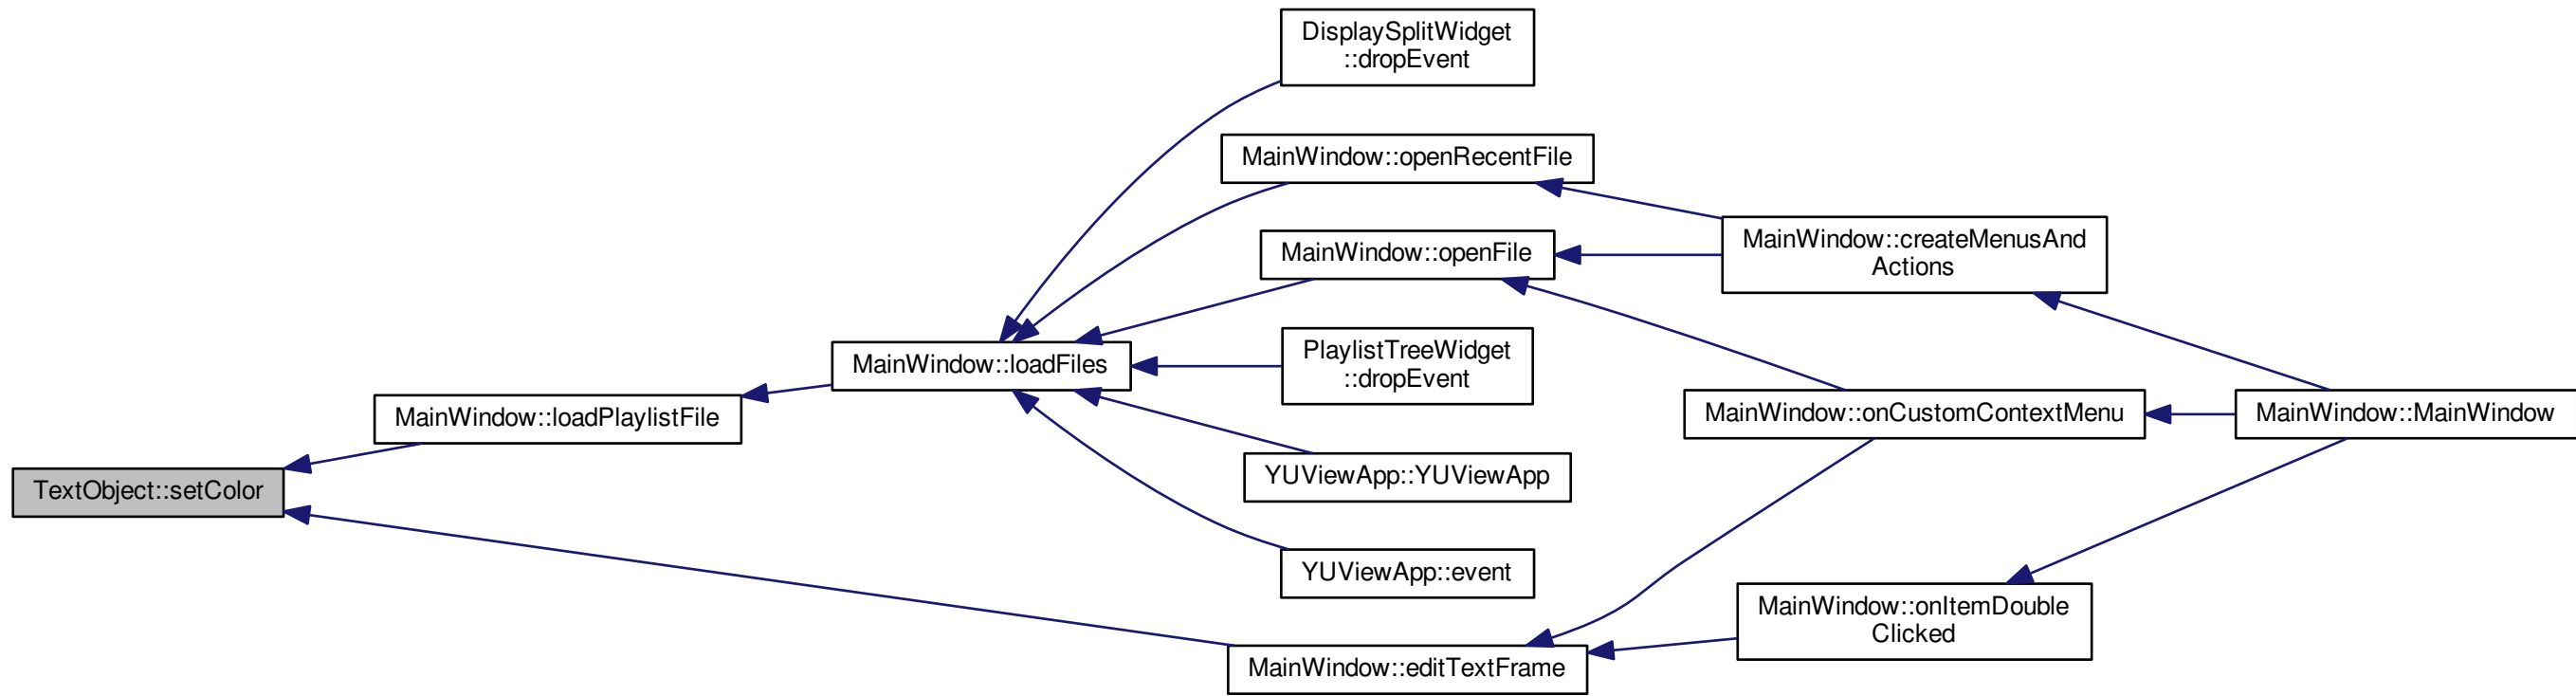 DisplaySplitWidget
::dropEvent
MainWindow::openRecentFile
MainWindow::createMenusAnd
Actions
MainWindow::openFile
PlaylistTreeWidget
::dropEvent
MainWindow::loadFiles
MainWindow::loadPlaylistFile
MainWindow::onCustomContextMenu
MainWindow::MainWindow
TextObject::setColor
YUViewApp::YUViewApp
YUViewApp::event
MainWindow::onItemDouble
Clicked
MainWindow::editTextFrame